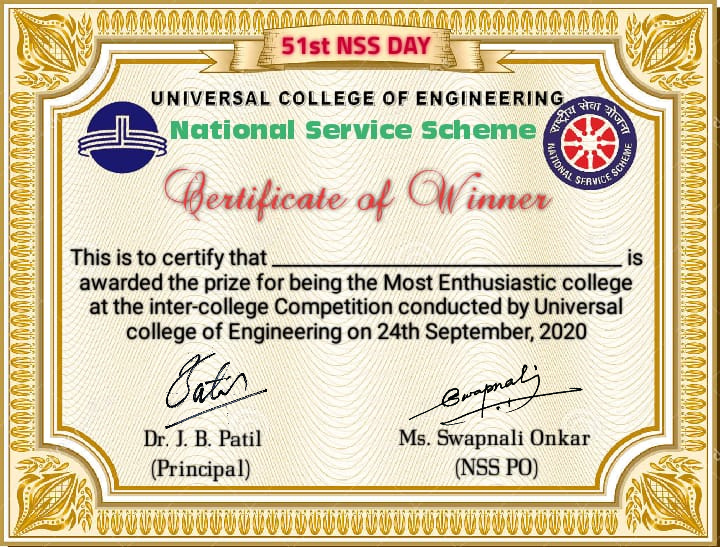 51st NSS DAY
UNIVERSAL COLLEGE OF ENGINEERING
National Service Scheme
राष्ट्रीय सेवा योजना
NATIONAL SERVICE SCHEME
Certificate of Winner
This is to certify that ______________________________ is
awarded the prize for being the Most Enthusiastic college
at the inter-college Competition conducted by Universal
college of Engineering on 24th September, 2020
Patil
Swapnali
Dr. J. B. Patil
Ms. Swapnali Onkar
(Principal)
(NSS PO)